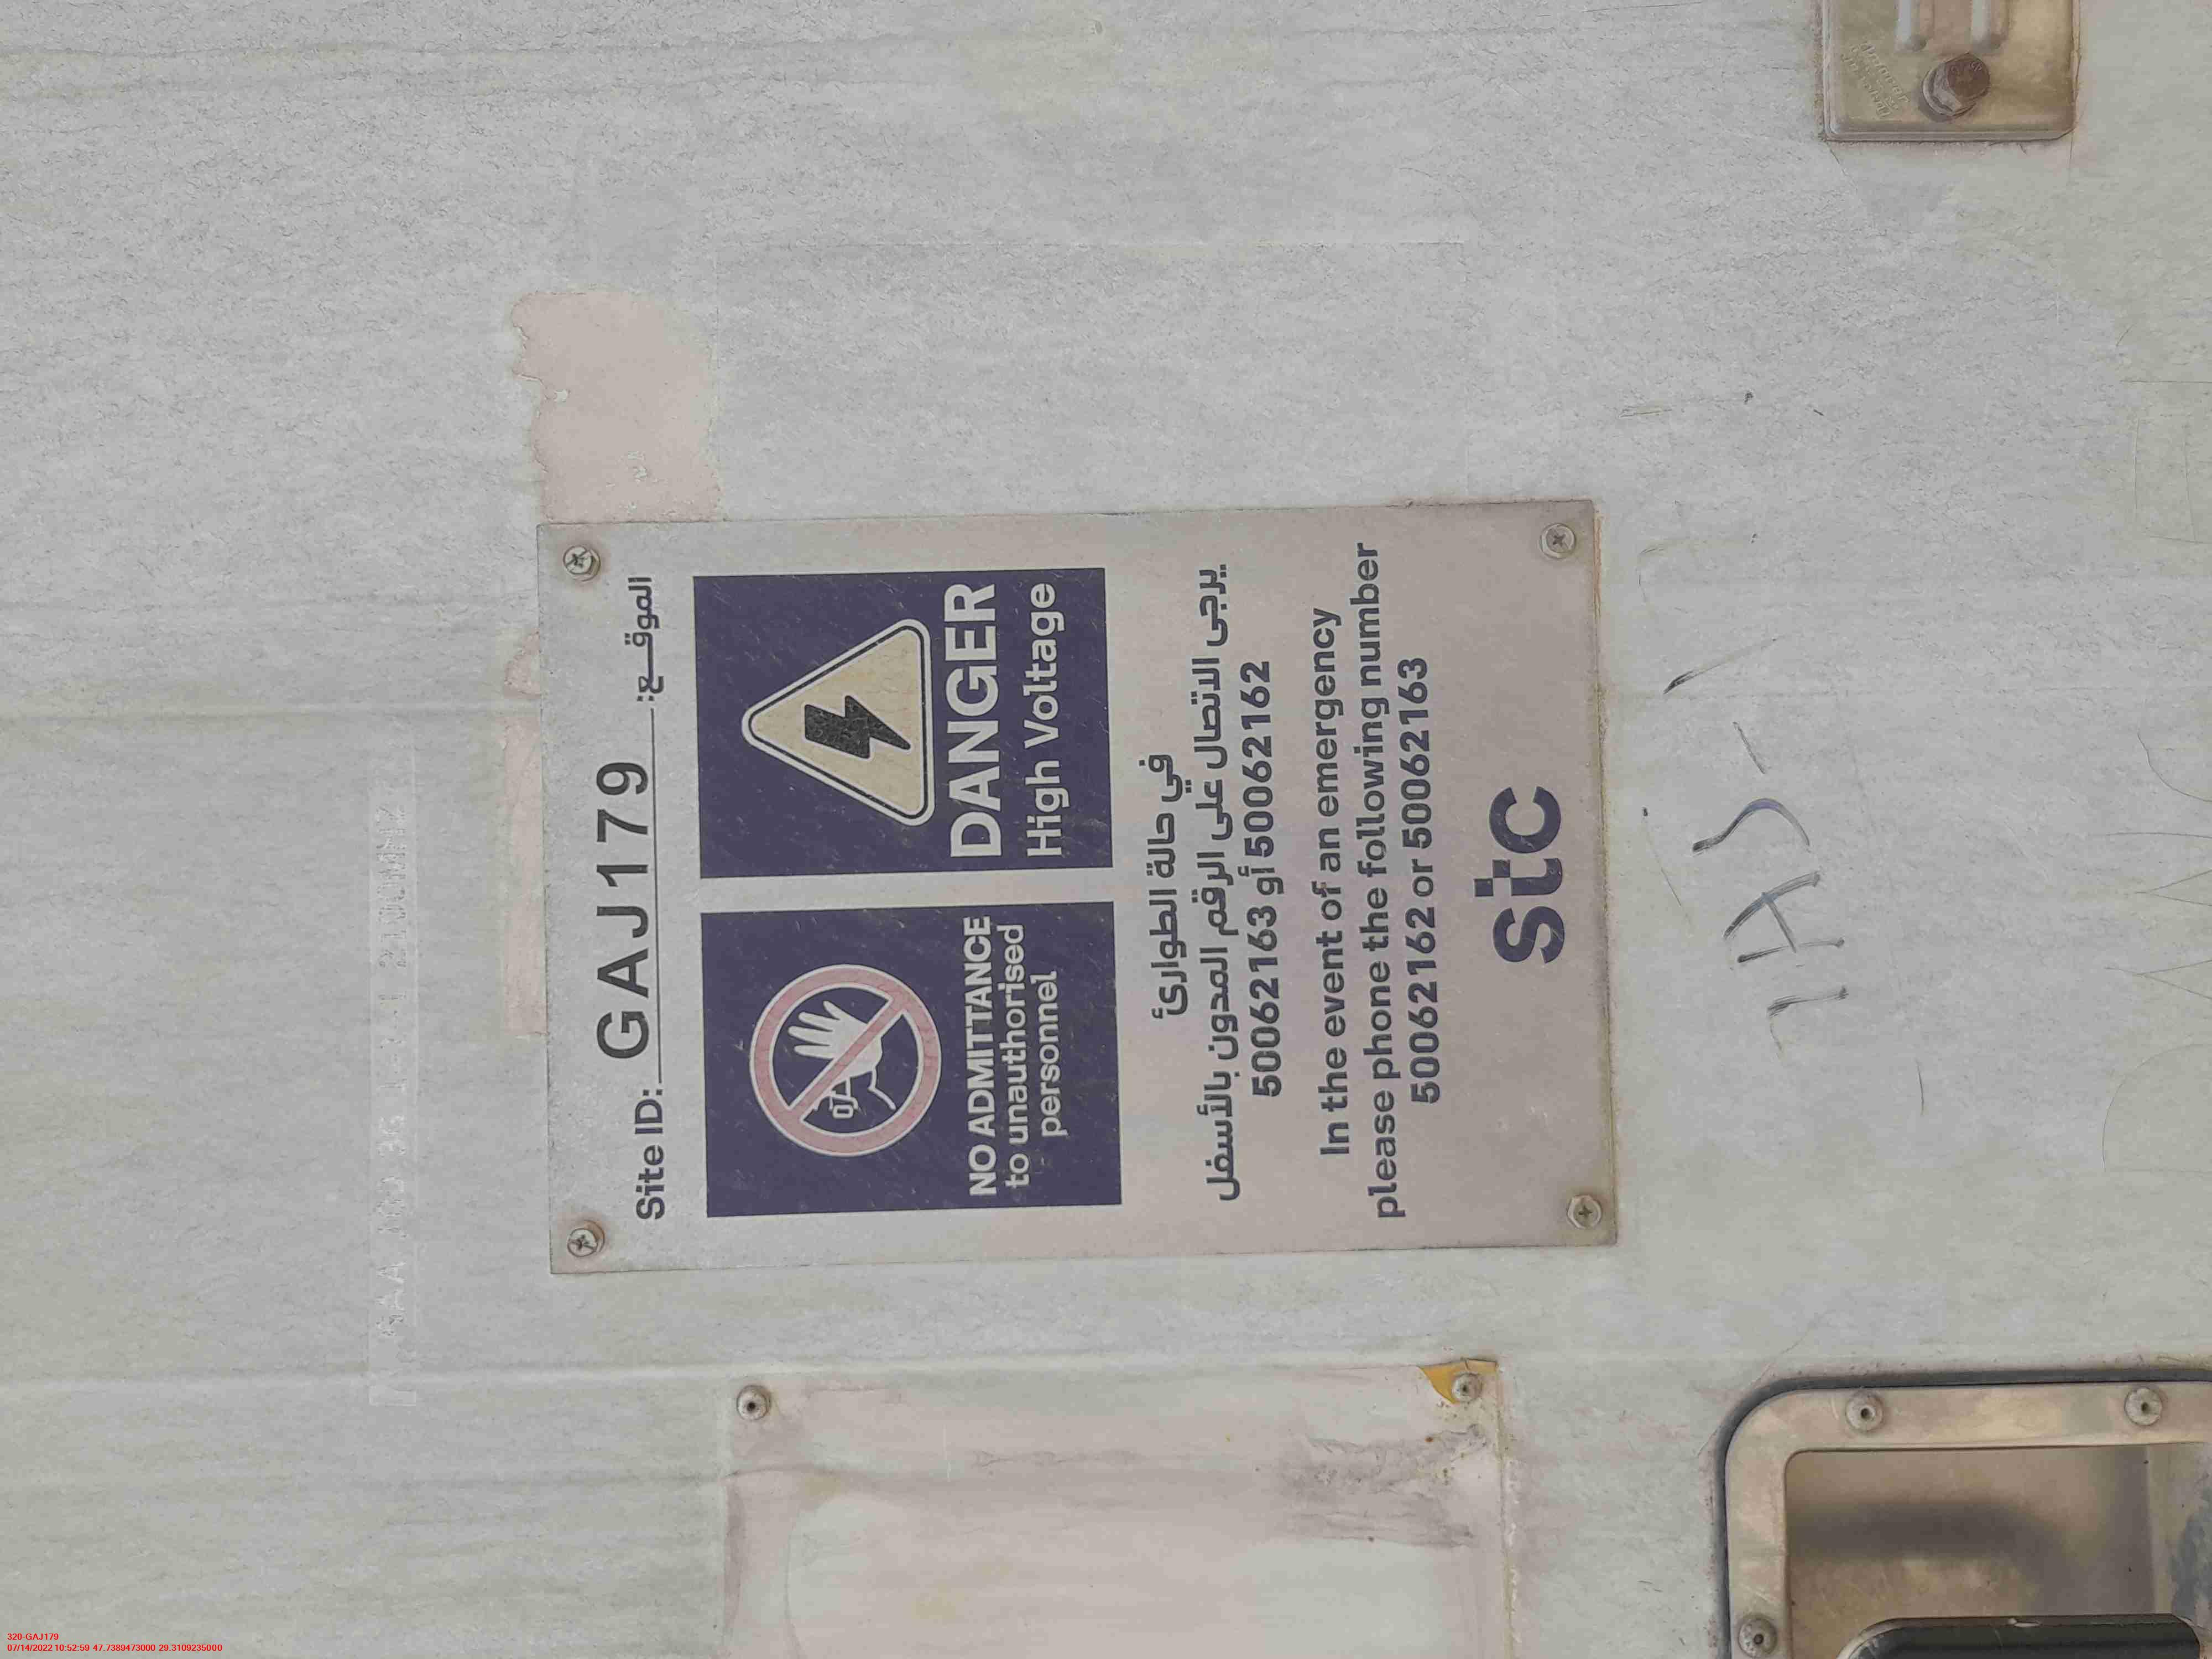 Site ID: GAJ179 الموقع:
NO ADMITTANCE
to unauthorised
personnel
DANGER
High Voltage
في حالة الطوارئ
يرجى الاتصال على الرقم المدون بالأسفل
50062163 أو 50062162
In the event of an emergency
please phone the following number
50062162 or 50062163
stc
320-GAJ179
07/14/2022 10:52:59 47.7389473000 29.3109235000